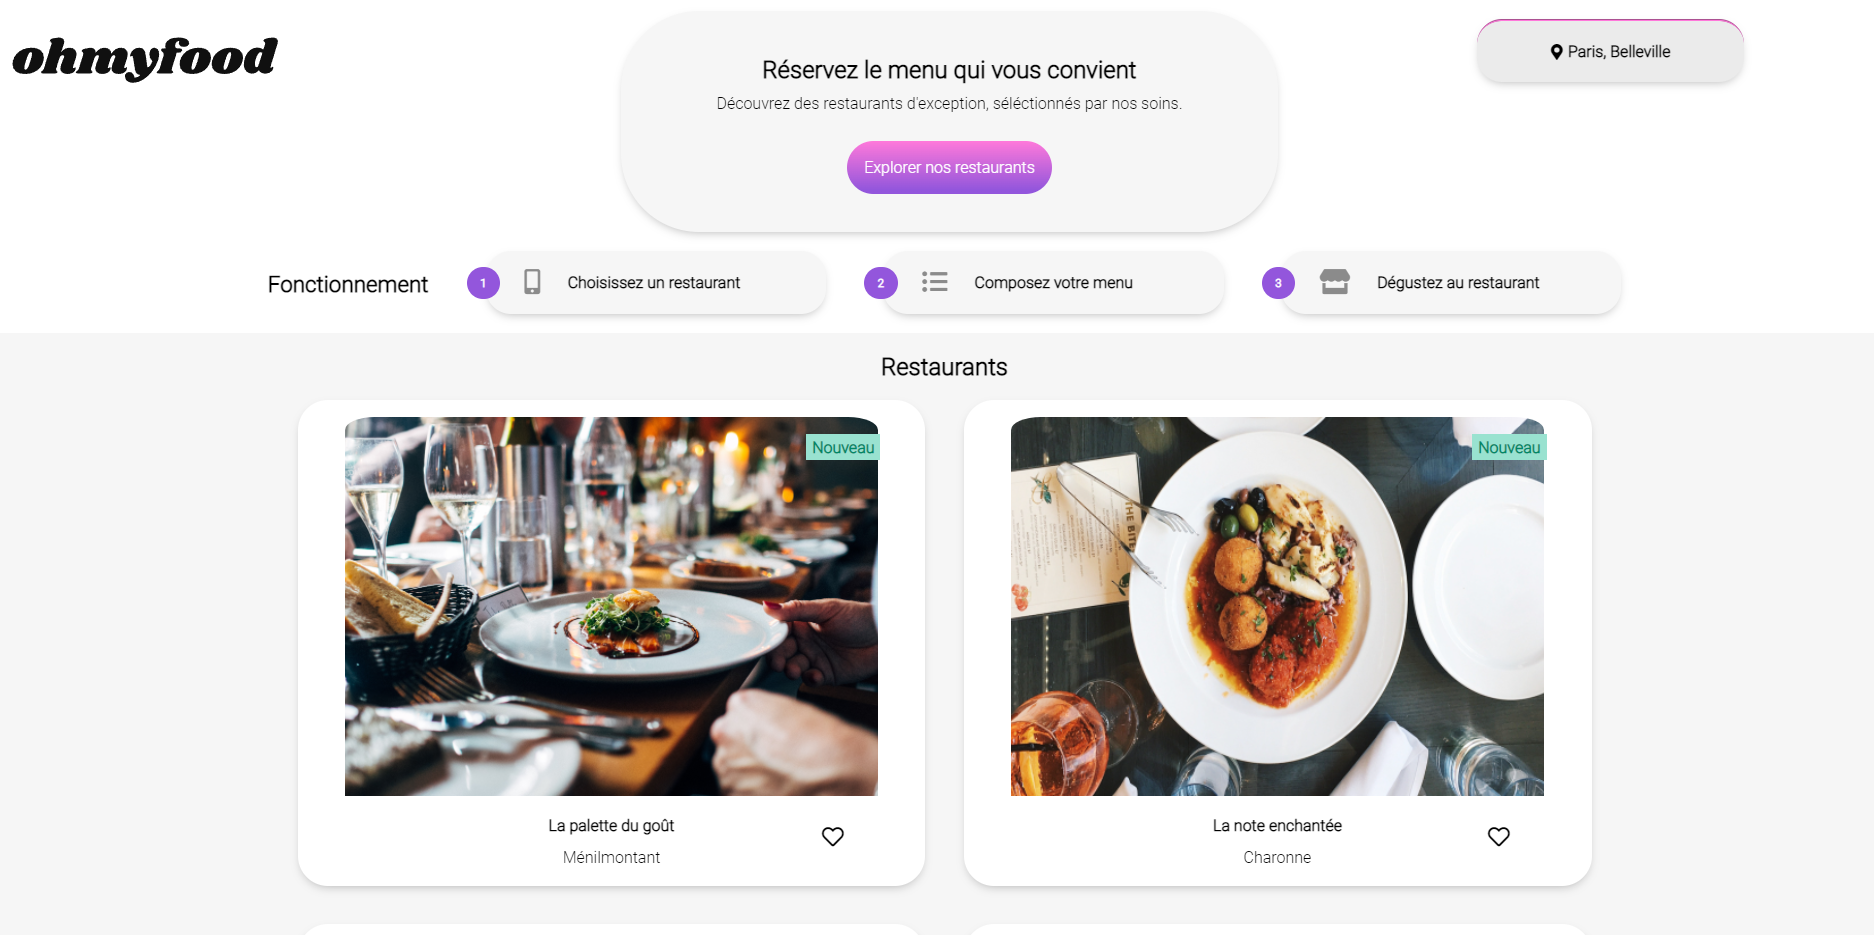 ohmyfood
Réservez le menu qui vous convient
Découvrez des restaurants d'exception, séléctionnés par nos soins.
Explorer nos restaurants
Paris, Belleville
Fonctionnement
1
Choisissez un restaurant
2
Composez votre menu
3
Dégustez au restaurant
Restaurants
Nouveau
La palette du goût
Ménilmontant
Nouveau
THE BITE
La note enchantée
Charonne